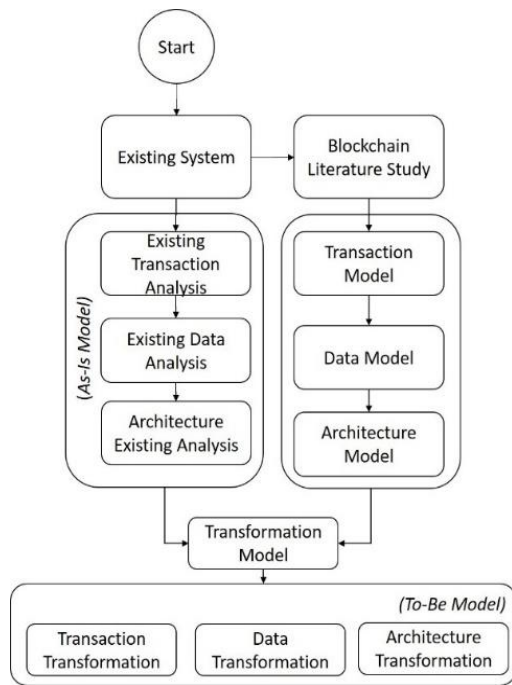 Start
Existing System
Blockchain
Literature Study
(As-Is Model)
Existing
Transaction
Analysis
Existing Data
Analysis
Architecture
Existing Analysis
Transaction
Model
Data Model
Architecture
Model
Transformation
Model
(To-Be Model)
Transaction
Transformation
Data
Transformation
Architecture
Transformation